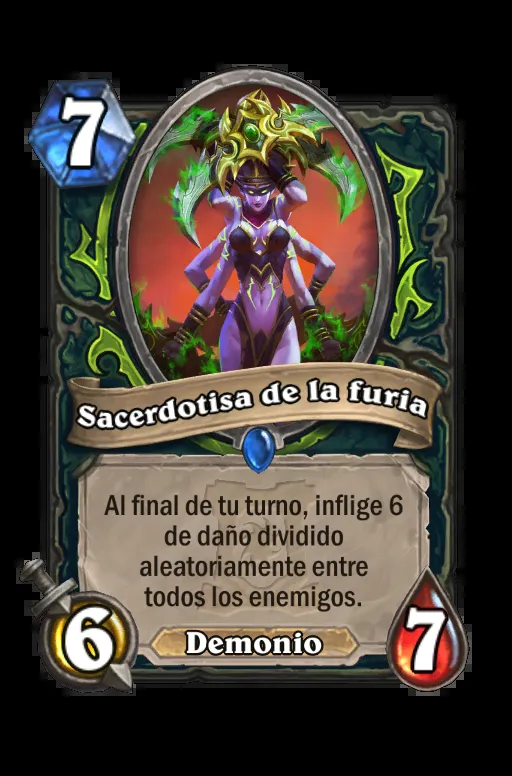 7
Sacerdotisa de la furia
Al final de tu turno, inflige 6
de daño dividido
aleatoriamente entre
todos los enemigos.
6
Demonio
7